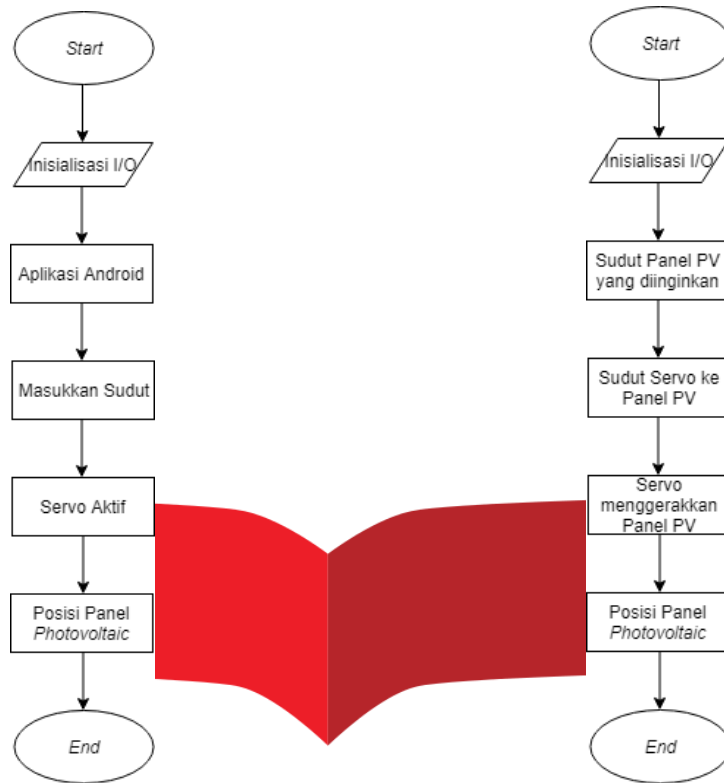 Start
Inisialisasi I/O
Aplikasi Android
Masukkan Sudut
Servo Aktif
Posisi Panel
Photovoltaic
End
Start
Inisialisasi I/O
Sudut Panel PV
yang diinginkan
Sudut Servo ke
Panel PV
Servo
menggerakkan
Panel PV
Posisi Panel
Photovoltaic
End